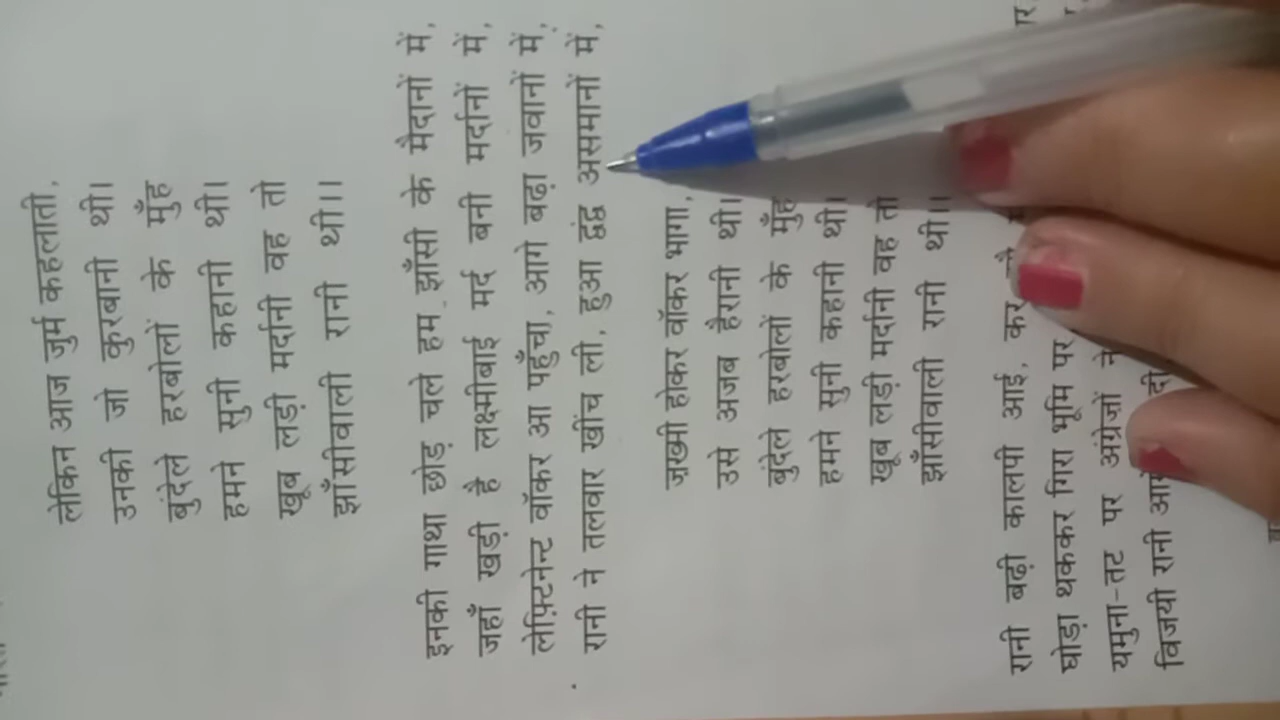 लेकिन आज जुर्म कहलाती,
उनकी जो कुरबानी थी।
बुंदेले हरबोलों के मुँह
हमने सुनी कहानी थी।
खूब लड़ी मर्दानी वह तो
झाँसीवाली रानी थी।।
इनकी गाथा छोड़ चले हम झाँसी के मैदानों में,
जहाँ खड़ी है लक्ष्मीबाई मर्द बनी मर्दानों में,
लेफ़्टिनेन्ट वॉकर आ पहुँचा, आगे बढ़ा जवानों में,
रानी ने तलवार खींच ली, हुआ द्वंद्व असमानों में,
ज़ख्मी होकर वॉकर भागा,
उसे अजब हैरानी थी।
बुंदेले हरबोलों के मुँह
हमने सुनी कहानी थी।
खूब लड़ी मर्दानी वह तो
झाँसीवाली रानी थी।।
रानी बढ़ी कालपी आई, कर
घोड़ा थककर गिरा भूमि पर
यमुना-तट पर अंग्रेज़ों ने
विजयी रानी